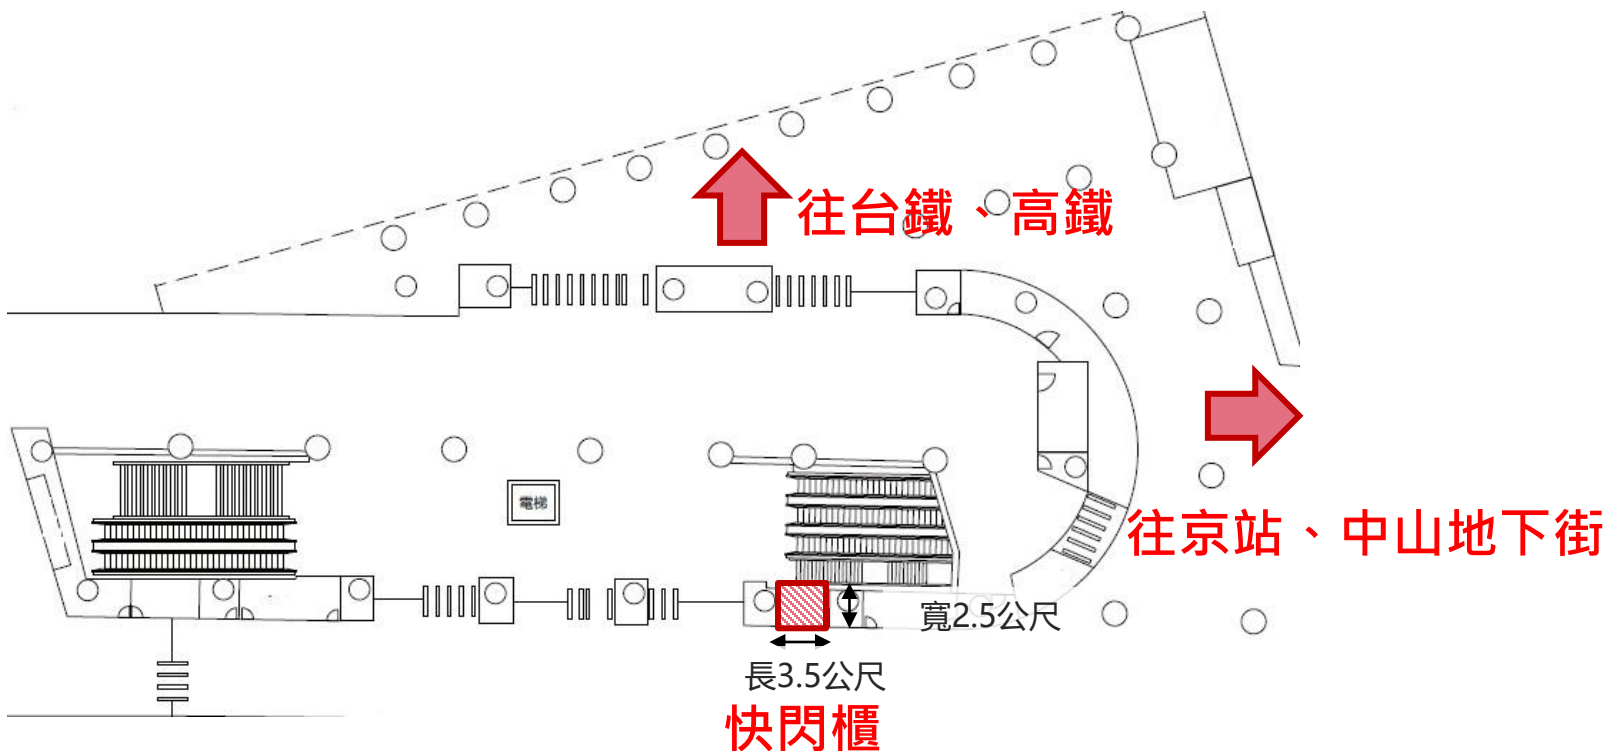 往台鐵、高鐵
電梯
往京站、中山地下街
寬2.5公尺
長3.5公尺
快閃櫃